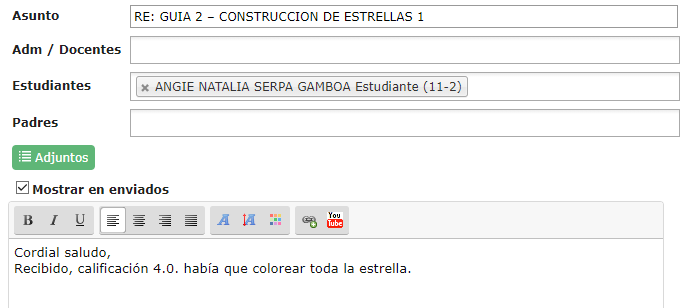 Asunto RE: GUIA 2 – CONSTRUCCION DE ESTRELLAS 1
Adm / Docentes
Estudiantes × ANGIE NATALIA SERPA GAMBOA Estudiante (11-2)
Padres
Adjuntos
Mostrar en enviados
B I U A A You Tube
Cordial saludo,
Recibido, calificación 4.0. había que colorear toda la estrella.